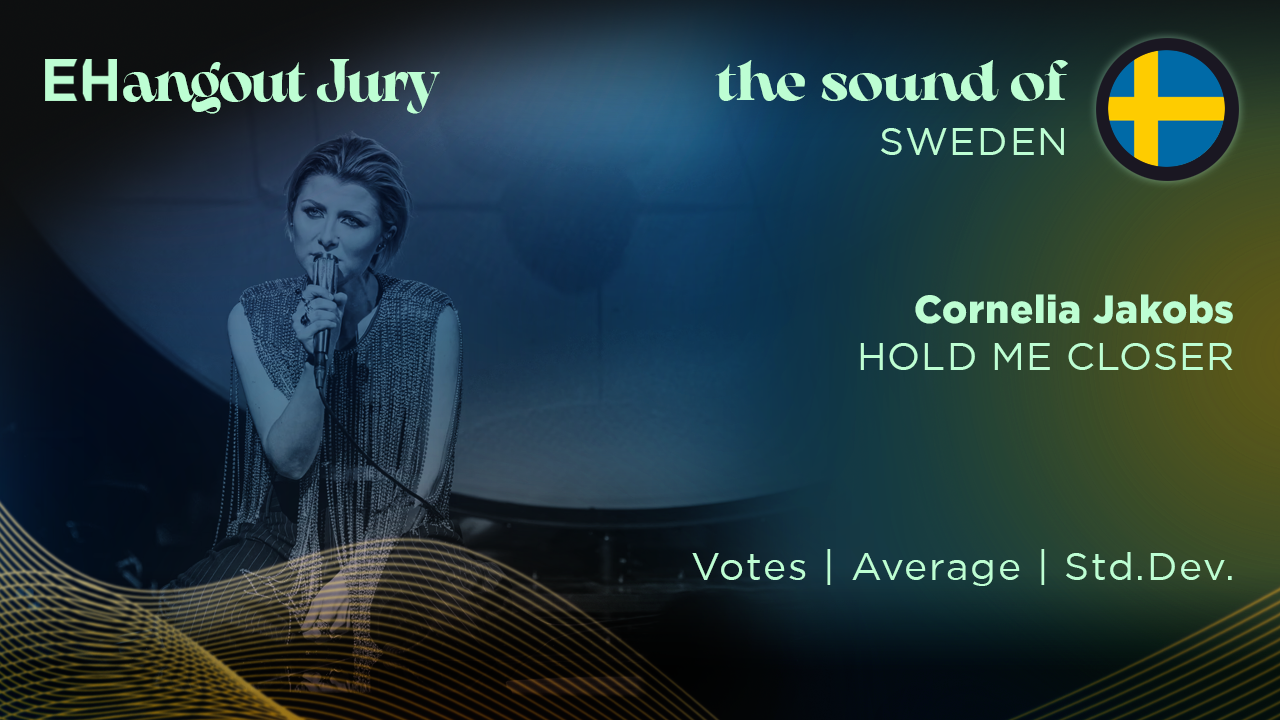 EHangout Jury
the sound of
SWEDEN
Cornelia Jakobs
HOLD ME CLOSER
Votes | Average | Std.Dev.